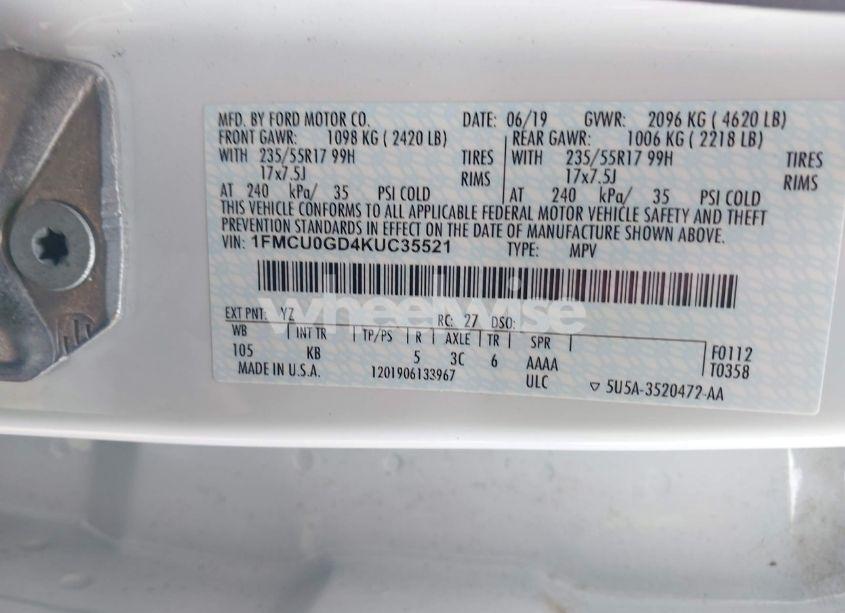 MFD. BY FORD MOTOR CO. DATE: 06/19 GVWR: 2096 KG ( 4620 LB)
FRONT GAWR: 1098 KG ( 2420 LB) REAR GAWR: 1006 KG ( 2218 LB)
WITH 235/55R17 99H TIRES WITH 235/55R17 99H TIRES
17x7.5J RIMS 17x7.5J RIMS
AT 240 kPa/ 35 PSI COLD AT 240 kPa/ 35 PSI COLD
THIS VEHICLE CONFORMS TO ALL APPLICABLE FEDERAL MOTOR VEHICLE SAFETY AND THEFT
PREVENTION STANDARDS IN EFFECT ON THE DATE OF MANUFACTURE SHOWN ABOVE.
VIN: 1FMCU0GD4KUC35521 TYPE: MPV
wheelwise
EXT PNT: YZ RC: 27 DSO:
WB INT TR TP/PS R AXLE TR SPR
105 KB 5 3C 6 AAAA F0112
MADE IN U.S.A. 1201906133967 ULC T0358
5U5A-3520472-AA